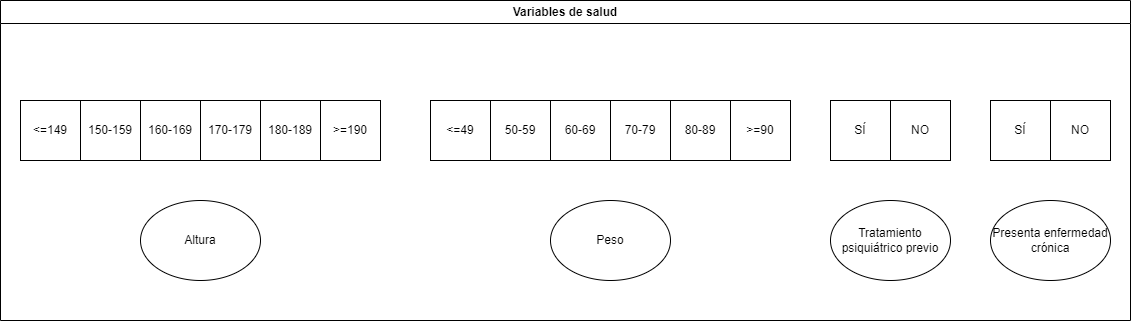 Variables de salud
<=149 150-159 160-169 170-179 180-189 >=190 <=49 50-59 60-69 70-79 80-89 >=90 SÍ NO SÍ NO
Altura
Peso
Tratamiento
psiquiátrico previo
Presenta enfermedad
crónica